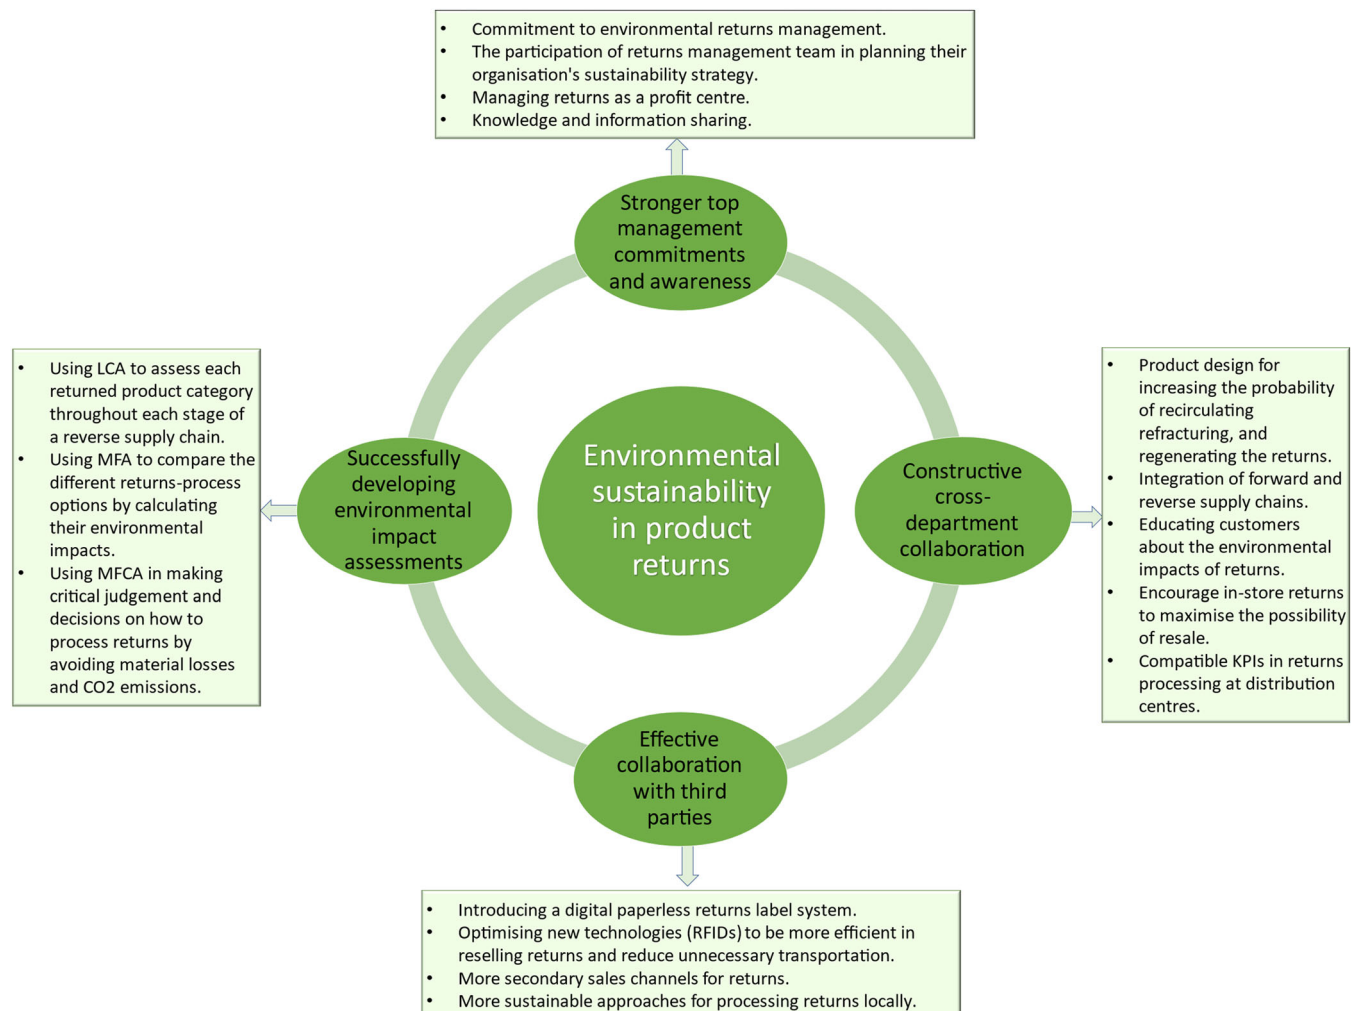 • Commitment to environmental returns management.
• The participation of returns management team in planning their
organisation's sustainability strategy.
• Managing returns as a profit centre.
• Knowledge and information sharing.
Stronger top
management
commitments
and awareness
• Using LCA to assess each
returned product category
throughout each stage of
a reverse supply chain.
• Using MFA to compare the
different returns-process
options by calculating
their environmental
impacts.
• Using MFCA in making
critical judgement and
decisions on how to
process returns by
avoiding material losses
and CO2 emissions.
Successfully
developing
environmental
impact
assessments
Environmental
sustainability
in product
returns
Constructive
cross-
department
collaboration
• Product design for
increasing the probability
of recirculating
refracturing, and
regenerating the returns.
• Integration of forward and
reverse supply chains.
• Educating customers
about the environmental
impacts of returns.
• Encourage in-store returns
to maximise the possibility
of resale.
• Compatible KPIs in returns
processing at distribution
centres.
Effective
collaboration
with third
parties
• Introducing a digital paperless returns label system.
• Optimising new technologies (RFIDs) to be more efficient in
reselling returns and reduce unnecessary transportation.
• More secondary sales channels for returns.
• More sustainable approaches for processing returns locally.